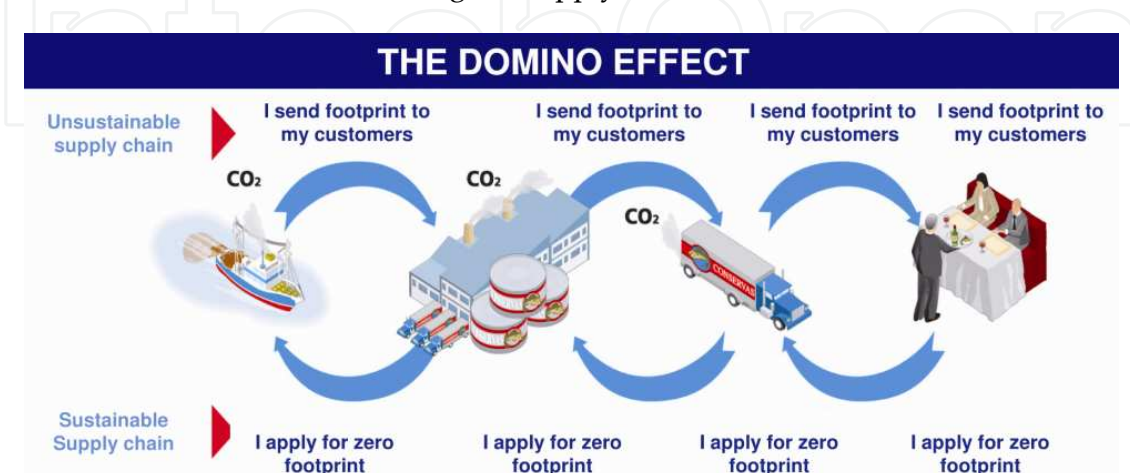 THE DOMINO EFFECT
Unsustainable
supply chain
I send footprint to
my customers
I send footprint to
my customers
I send footprint to
my customers
I send footprint to
my customers
CO₂
CO₂
CO₂
CONSERVAS
Sustainable
Supply chain
I apply for zero
footprint
I apply for zero
footprint
I apply for zero
footprint
I apply for zero
footprint